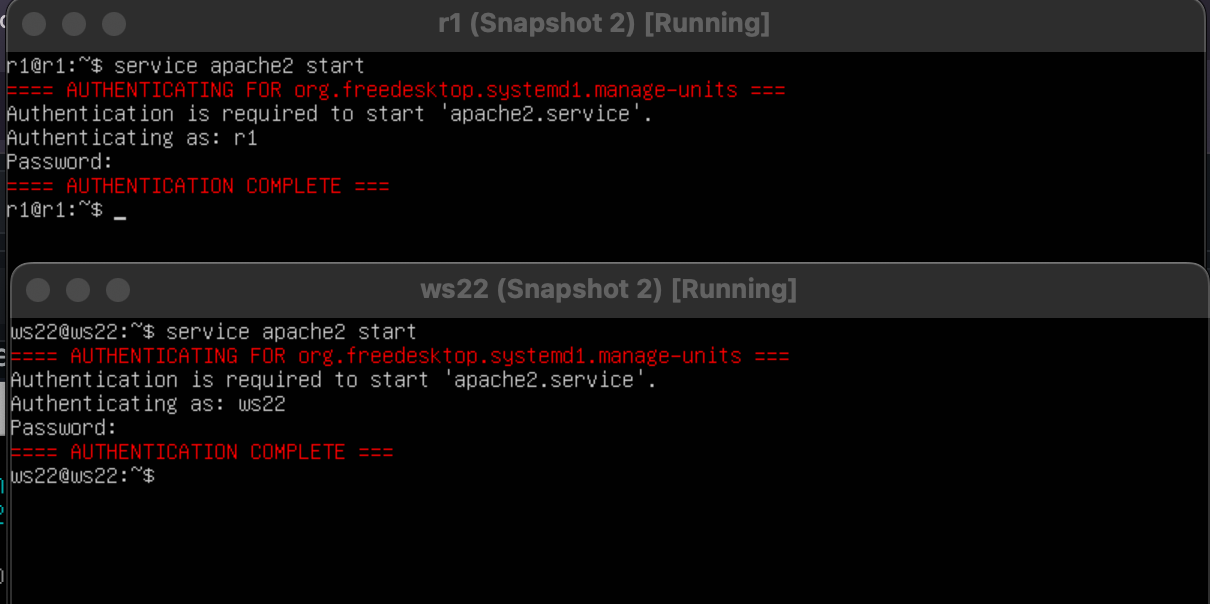 r1 (Snapshot 2) [Running]
r1@r1:~$ service apache2 start
==== AUTHENTICATING FOR org.freedesktop.systemd1.manage-units ===
Authentication is required to start 'apache2.service'.
Authenticating as: r1
Password:
==== AUTHENTICATION COMPLETE ===
r1@r1:~$ _
ws22 (Snapshot 2) [Running]
ws22@ws22:~$ service apache2 start
==== AUTHENTICATING FOR org.freedesktop.systemd1.manage-units ===
Authentication is required to start 'apache2.service'.
Authenticating as: ws22
Password:
==== AUTHENTICATION COMPLETE ===
ws22@ws22:~$